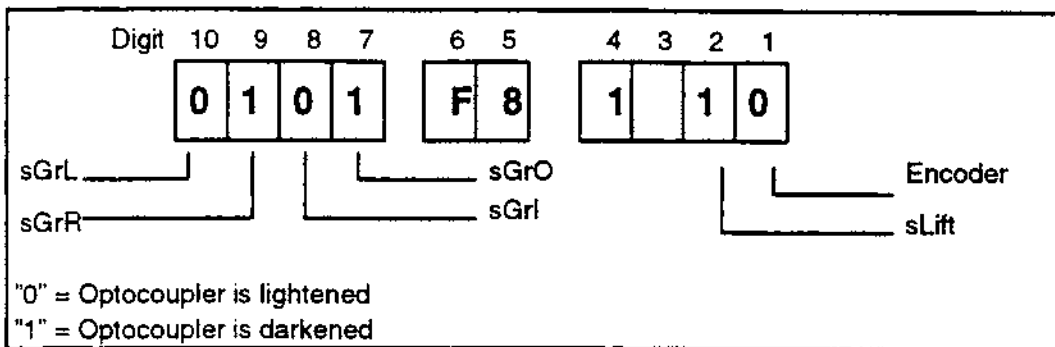 Digit 10 9 8 7 6 5 4 3 2 1
0 1 0 1 F 8 1 1 0
sGrL sGrO Encoder
sGrR sGrI sLift
"0" = Optocoupler is lightened
"1" = Optocoupler is darkened